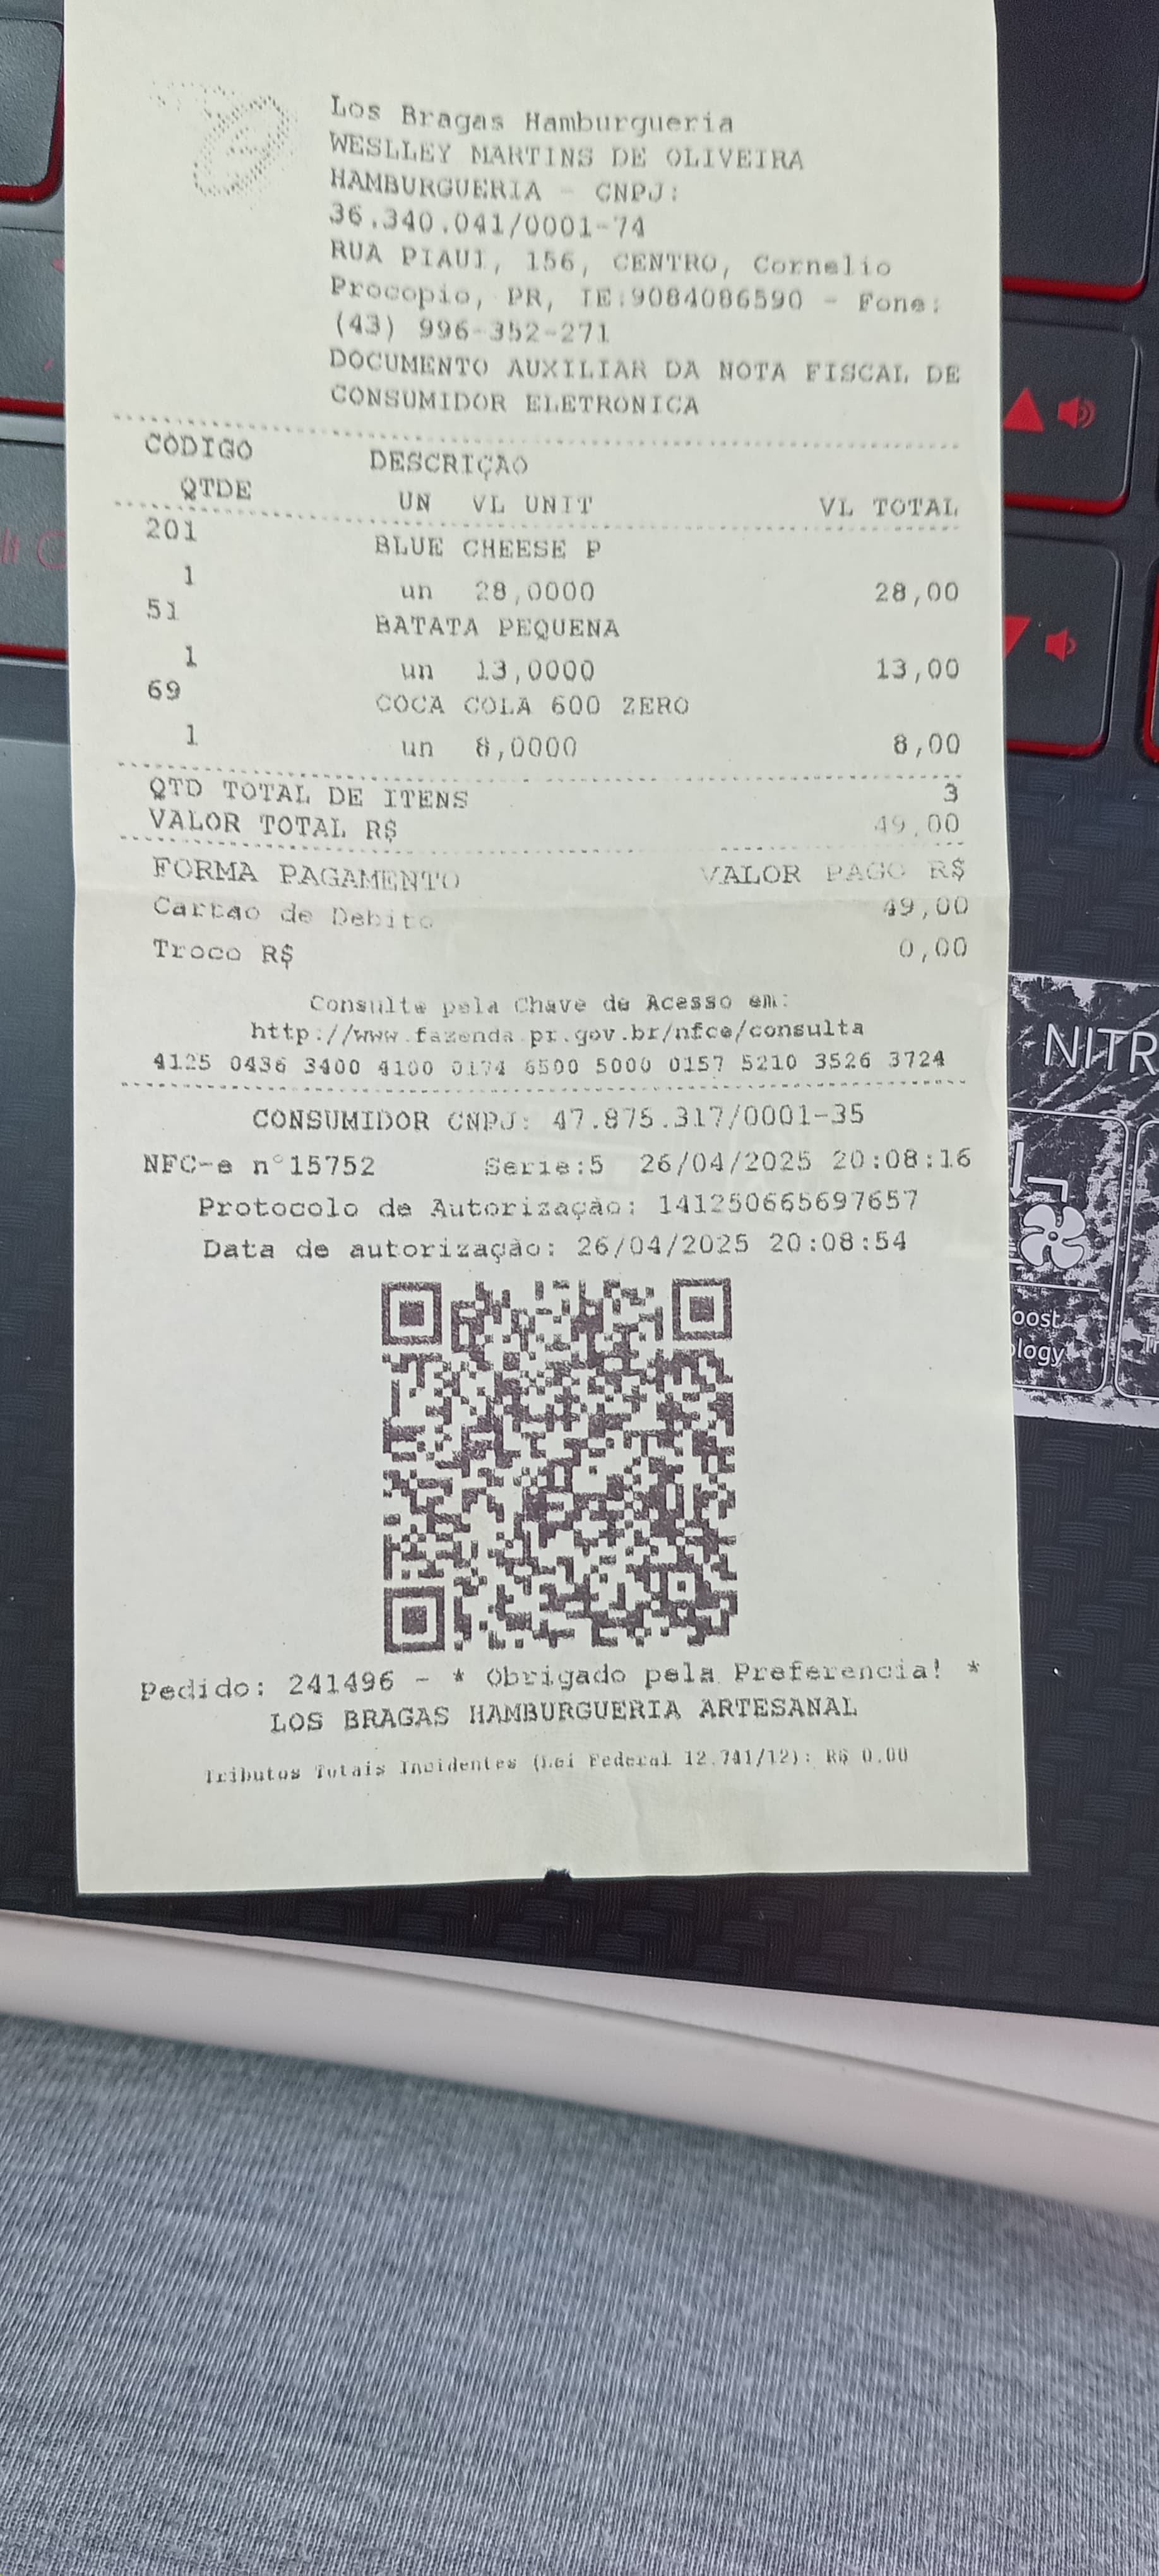 Los Bragas Hamburgueria
WESLLEY MARTINS DE OLIVEIRA
HAMBURGUERIA - CNPJ:
36.340.041/0001-74
RUA PIAUI, 156, CENTRO, Cornelio
Procopio, PR, IE:9084086590 - Fone:
(43) 996-352-271
DOCUMENTO AUXILIAR DA NOTA FISCAL DE
CONSUMIDOR ELETRONICA
CODIGO DESCRIÇAO
QTDE UN VL UNIT VL TOTAL
201 BLUE CHEESE P
1 un 28,0000 28,00
51 BATATA PEQUENA
1 un 13,0000 13,00
69 COCA COLA 600 ZERO
1 un 8,0000 8,00
QTD TOTAL DE ITENS 3
VALOR TOTAL R$ 49,00
FORMA PAGAMENTO VALOR PAGO R$
Cartao de Debito 49,00
Troco R$ 0,00
Consulte pela Chave de Acesso em:
http://www.fazenda.pr.gov.br/nfce/consulta
4125 0436 3400 4100 0174 6500 5000 0157 5210 3526 3724
CONSUMIDOR CNPJ: 47.875.317/0001-35
NFC-e n°15752 Serie:5 26/04/2025 20:08:16
Protocolo de Autorização: 141250665697657
Data de autorização: 26/04/2025 20:08:54
Pedido: 241496 - * Obrigado pela Preferencia! *
LOS BRAGAS HAMBURGUERIA ARTESANAL
Tributos Totais Incidentes (Lei Federal 12.741/12): R$ 0.00
NITR
oost
ology